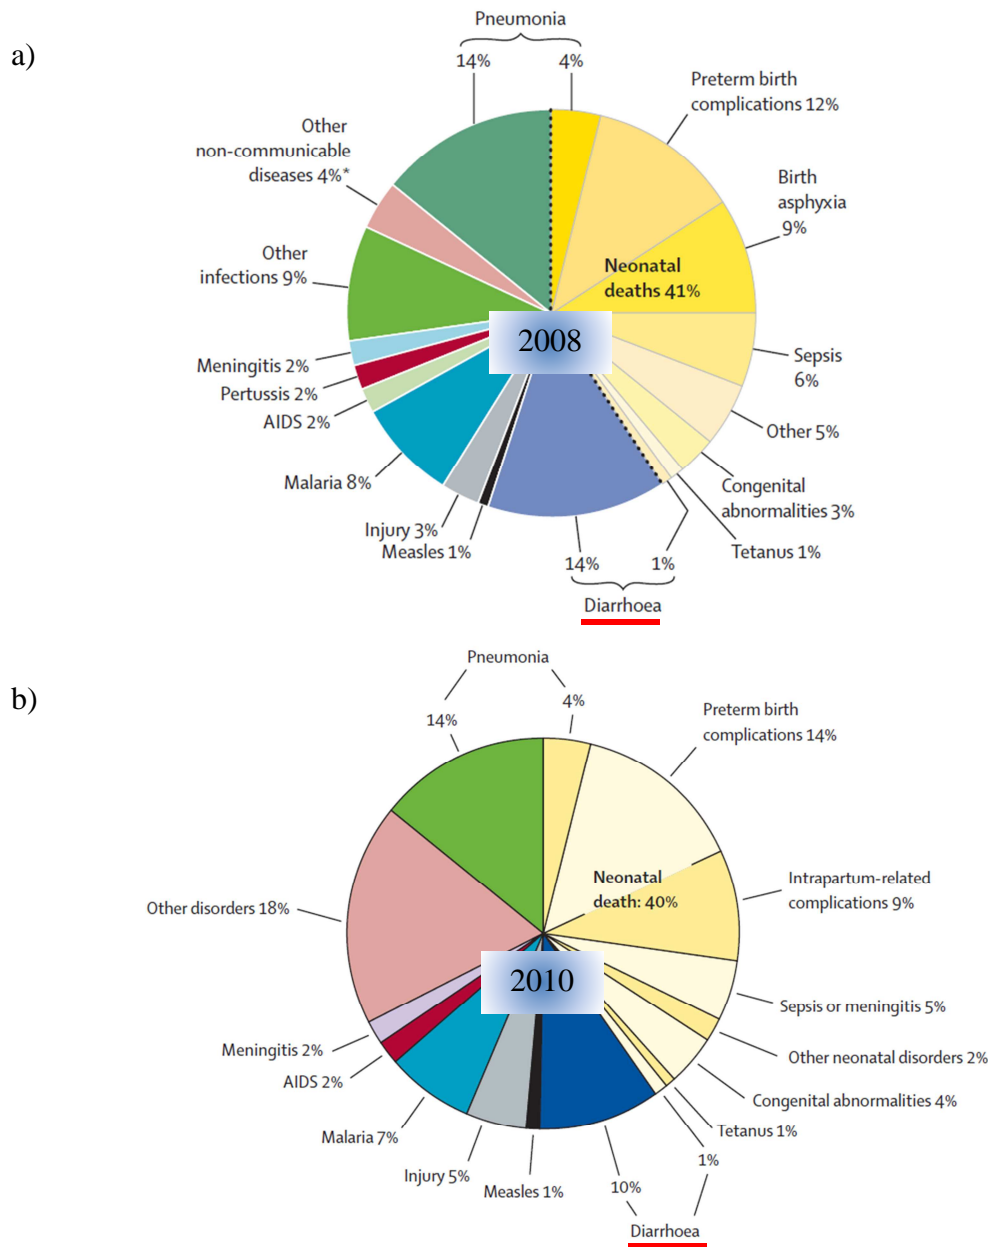 a)
Pneumonia
14%
4%
Preterm birth
complications 12%
Birth
asphyxia
9%
Neonatal
deaths 41%
Sepsis
6%
Other 5%
Congenital
abnormalities 3%
Tetanus 1%
1%
14%
Diarrhoea
Measles 1%
Injury 3%
Malaria 8%
AIDS 2%
Pertussis 2%
Meningitis 2%
Other
infections 9%
Other
non-communicable
diseases 4%*
2008
b)
Pneumonia
14%
4%
Preterm birth
complications 14%
Neonatal
death: 40%
Intrapartum-related
complications 9%
Sepsis or meningitis 5%
Other neonatal disorders 2%
Congenital abnormalities 4%
Tetanus 1%
1%
10%
Diarrhoea
Measles 1%
Injury 5%
Malaria 7%
AIDS 2%
Meningitis 2%
Other disorders 18%
2010